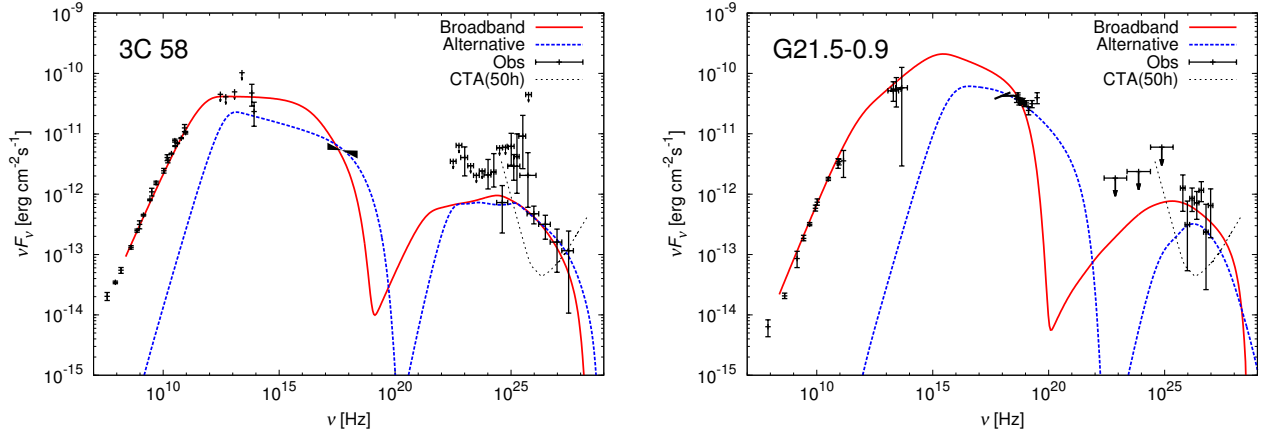 3C 58
Broadband
Alternative
Obs
CTA(50h)
10^-9
10^-10
10^-11
10^-12
10^-13
10^-14
10^-15
νF_ν [erg cm^-2 s^-1]
10^10
10^15
10^20
10^25
ν [Hz]
G21.5-0.9
Broadband
Alternative
Obs
CTA(50h)
10^-9
10^-10
10^-11
10^-12
10^-13
10^-14
10^-15
νF_ν [erg cm^-2 s^-1]
10^10
10^15
10^20
10^25
ν [Hz]